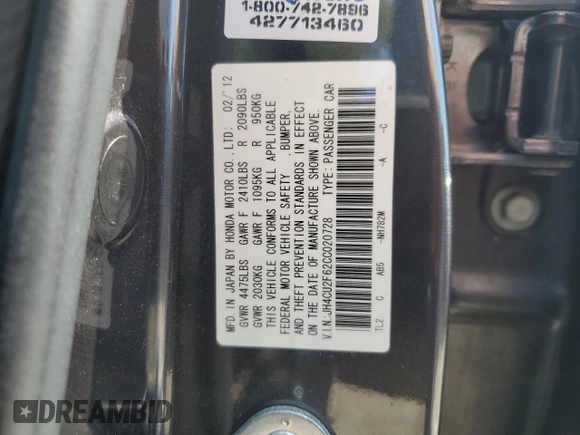 1-800-742-7896
427713460
MFD. IN JAPAN BY HONDA MOTOR CO., LTD: 02/'12
GVWR 4475LBS GAWR F 2410LBS R 2090LBS
GVWR 2030KG GAWR F 1095KG R 950KG
THIS VEHICLE CONFORMS TO ALL APPLICABLE
FEDERAL MOTOR VEHICLE SAFETY , BUMPER,
AND THEFT PREVENTION STANDARDS IN EFFECT
ON THE DATE OF MANUFACTURE SHOWN ABOVE.
V.I.N: JH4CU2F62CC020728 TYPE: PASSENGER CAR
TL2 C AB5 -NH782M -A -C
DREAMBID